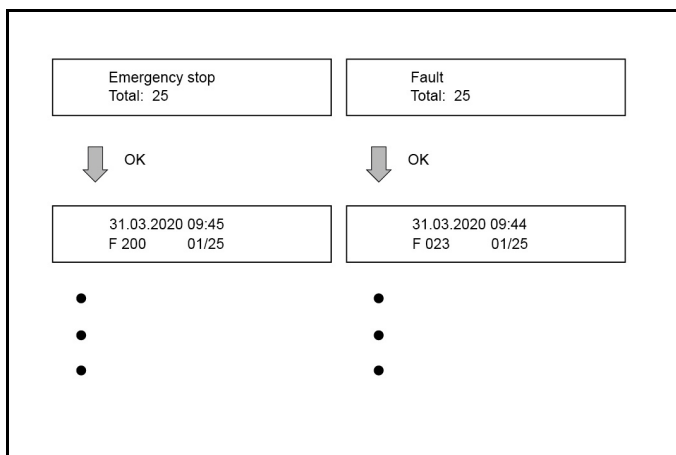 Emergency stop
Total: 25
Fault
Total: 25
OK
OK
31.03.2020 09:45
F 200 01/25
31.03.2020 09:44
F 023 01/25